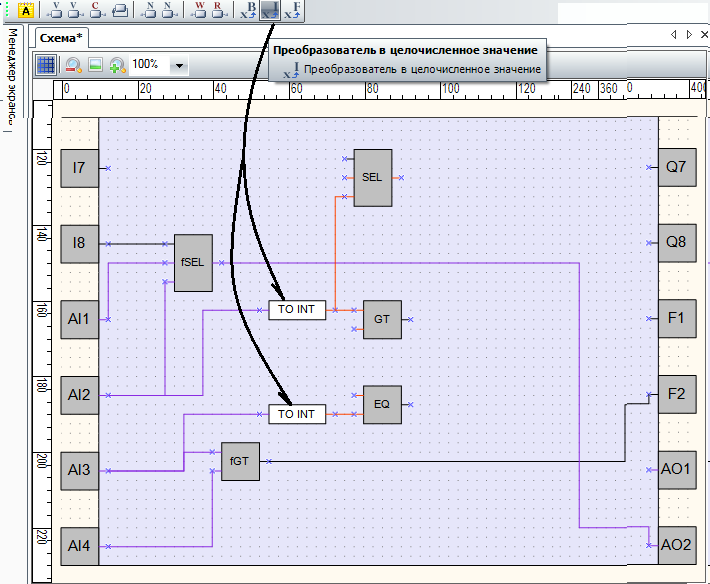 A V V C N N W R B X I X F X
Схема*
Менеджер экрано
Преобразователь в целочисленное значение
I X Преобразователь в целочисленное значение
100%
0 20 40 60 80 100 120 240 360 0 400
120 140 160 180 200 220
I7 SEL Q7
I8 fSEL Q8
AI1 TO INT GT F1
AI2 TO INT EQ F2
AI3 fGT AO1
AI4 AO2